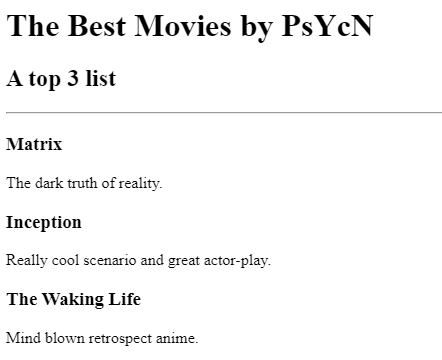 The Best Movies by PsYcN
A top 3 list
Matrix
The dark truth of reality.
Inception
Really cool scenario and great actor-play.
The Waking Life
Mind blown retrospect anime.